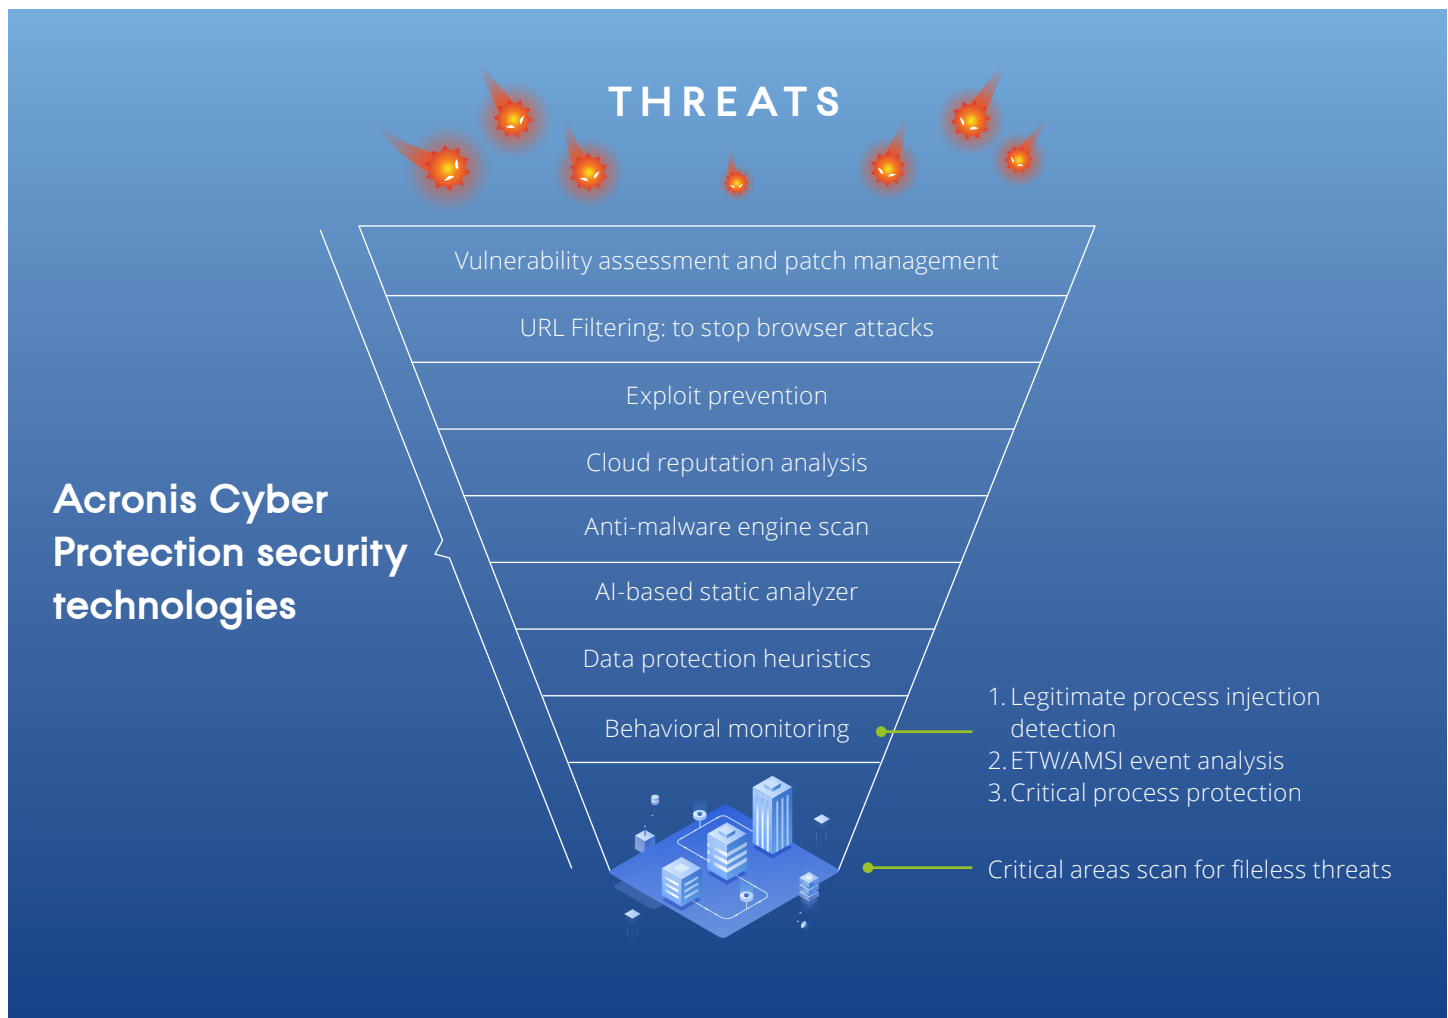 THREATS
Vulnerability assessment and patch management
URL Filtering: to stop browser attacks
Exploit prevention
Cloud reputation analysis
Anti-malware engine scan
AI-based static analyzer
Data protection heuristics
Behavioral monitoring
Acronis Cyber
Protection security
technologies
1. Legitimate process injection
detection
2. ETW/AMSI event analysis
3. Critical process protection
Critical areas scan for fileless threats